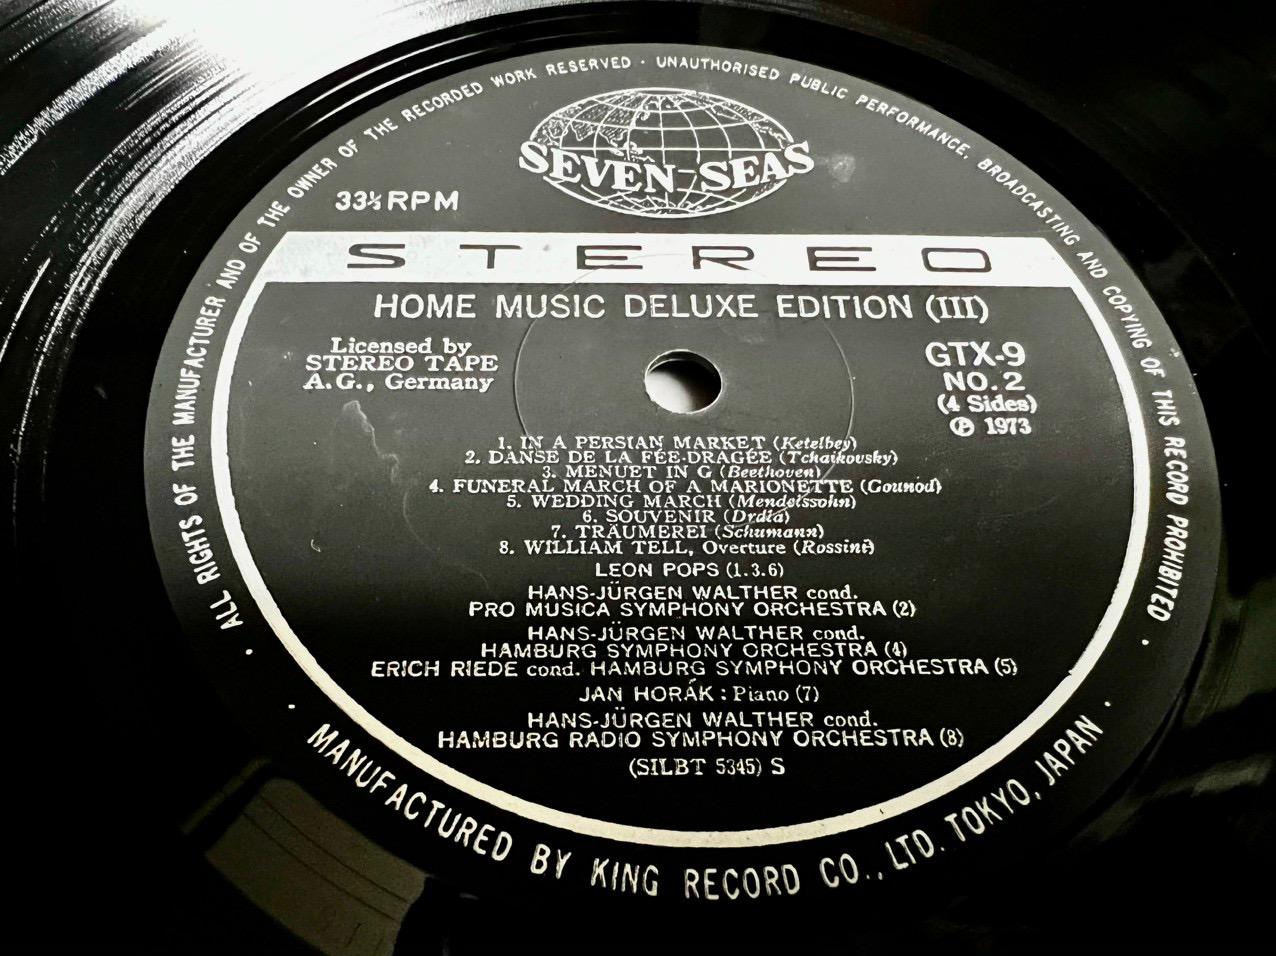 ALL RIGHTS OF THE MANUFACTURER AND OF THE OWNER OF THE RECORDED WORK RESERVED · UNAUTHORISED PUBLIC PERFORMANCE, BROADCASTING AND COPYING OF THIS RECORD PROHIBITED
SEVEN SEAS
33⅓ RPM
STEREO
HOME MUSIC DELUXE EDITION (III)
Licensed by
STEREO TAPE
A.G., Germany
GTX-9
NO. 2
(4 Sides)
Ⓟ 1973
1. IN A PERSIAN MARKET (Ketelbey)
2. DANSE DE LA FÉE-DRAGÉE (Tchaikovsky)
3. MENUET IN G (Beethoven)
4. FUNERAL MARCH OF A MARIONETTE (Gounod)
5. WEDDING MARCH (Mendelssohn)
6. SOUVENIR (Drdla)
7. TRÄUMEREI (Schumann)
8. WILLIAM TELL, Overture (Rossini)
LEON POPS (1.3.6)
HANS-JÜRGEN WALTHER cond.
PRO MUSICA SYMPHONY ORCHESTRA (2)
HANS-JÜRGEN WALTHER cond.
HAMBURG SYMPHONY ORCHESTRA (4)
ERICH RIEDE cond. HAMBURG SYMPHONY ORCHESTRA (5)
JAN HORÁK : Piano (7)
HANS-JÜRGEN WALTHER cond.
HAMBURG RADIO SYMPHONY ORCHESTRA (8)
(SILBT 5345) S
· MANUFACTURED BY KING RECORD CO., LTD. TOKYO, JAPAN ·